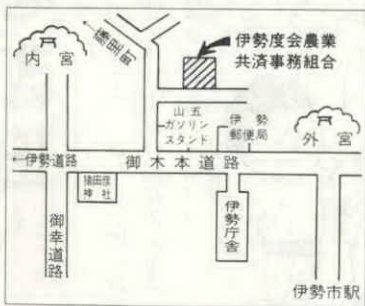 伊勢度会農業
共済事務組合
内宮
藤里町
山五
ガソリン
スタンド
伊勢
郵便局
外宮
伊勢道路
御木本道路
猿田彦
神社
御幸道路
伊勢庁舎
伊勢市駅